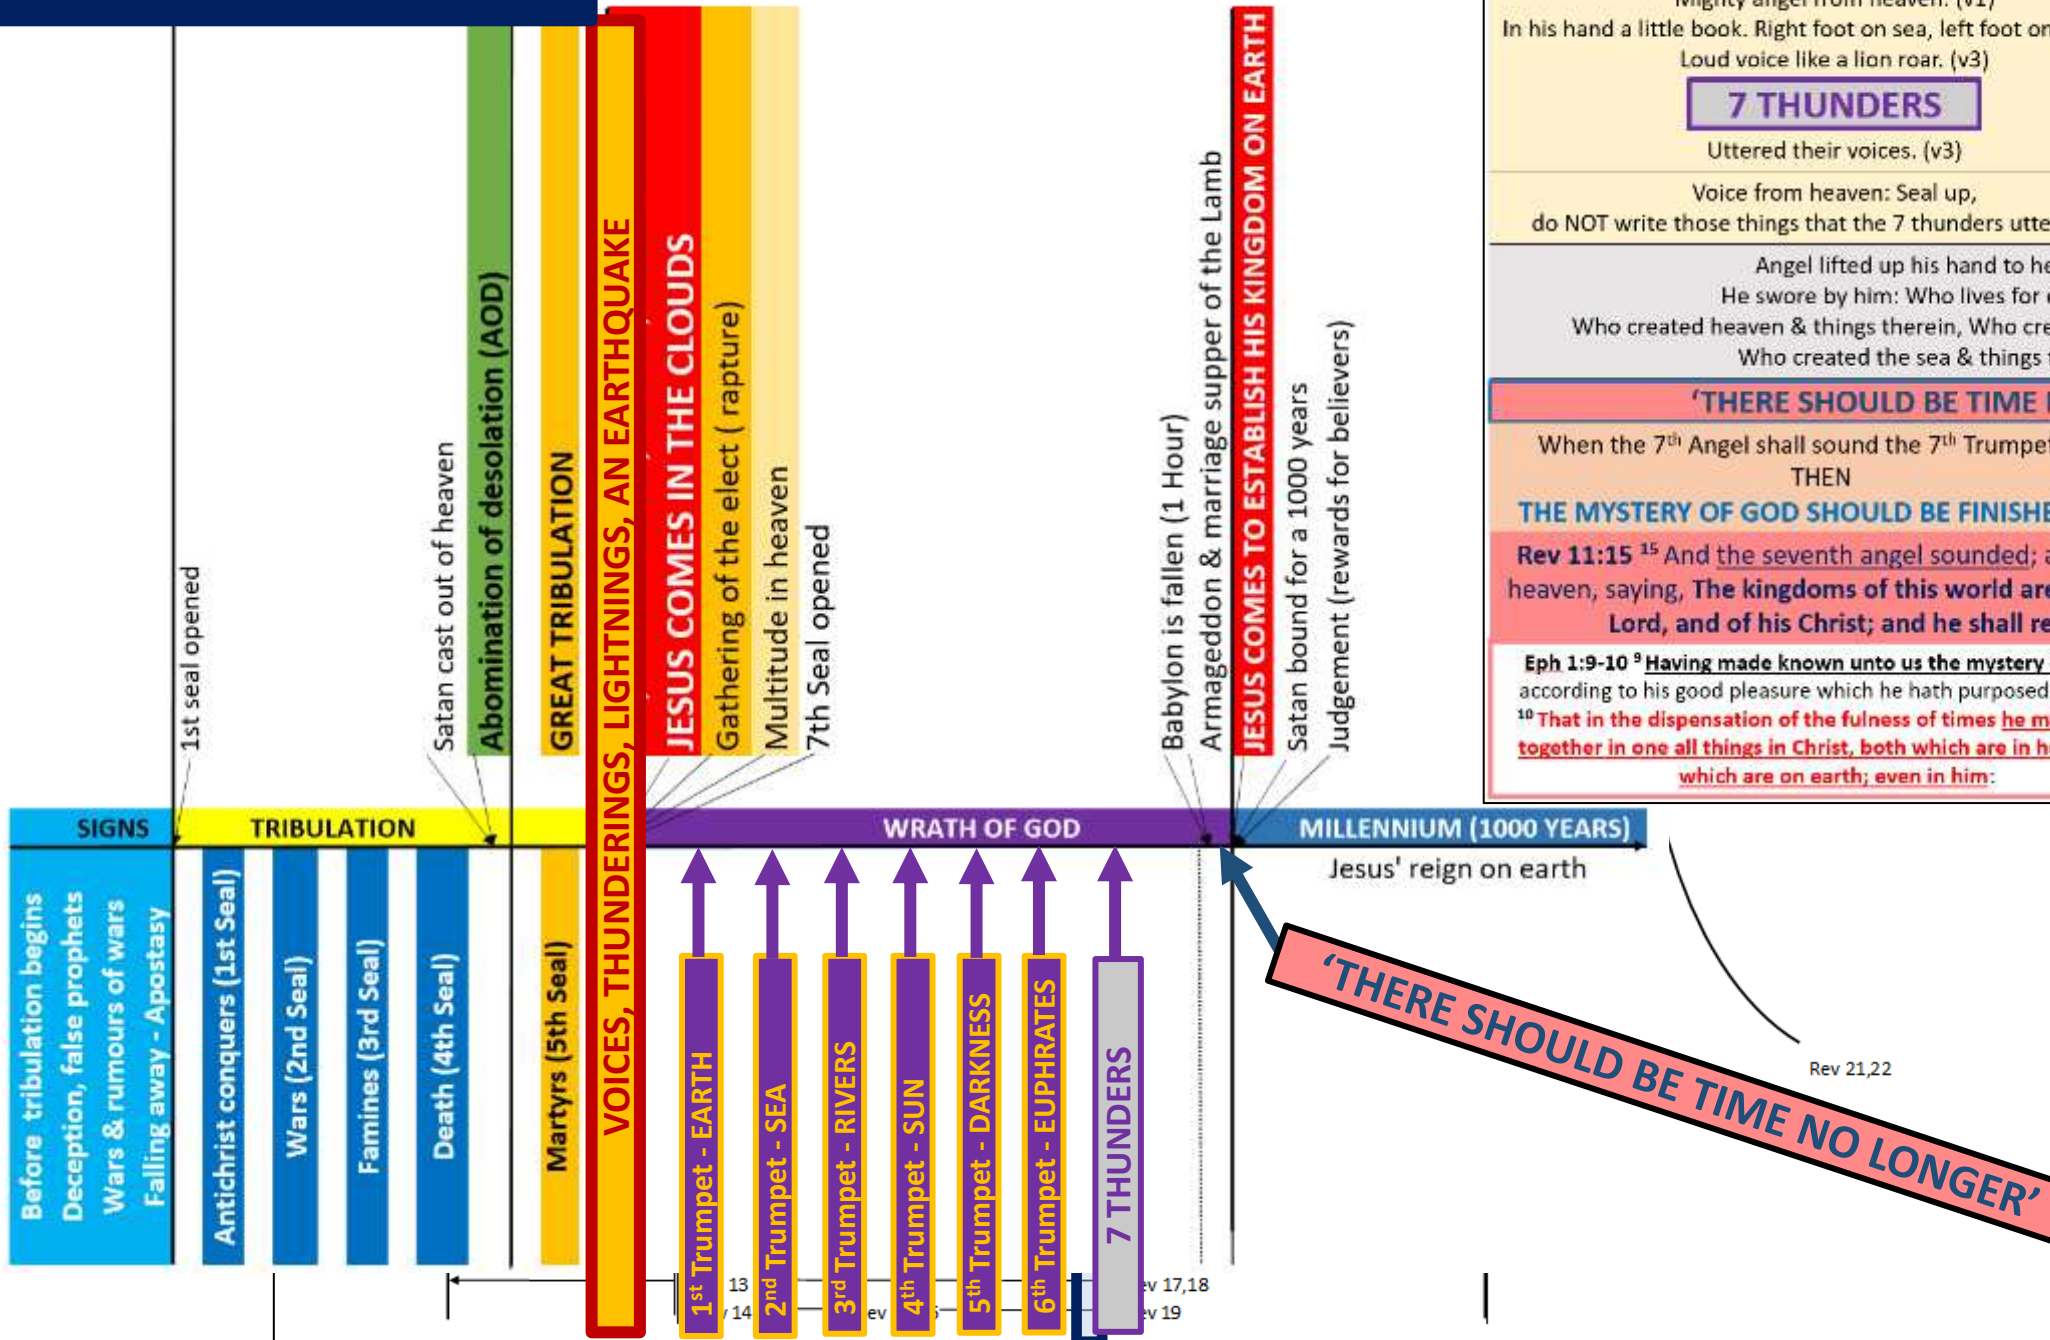 1st seal opened
Satan cast out of heaven
Abomination of desolation (AOD)
GREAT TRIBULATION
VOICES, THUNDERINGS, LIGHTNINGS, AN EARTHQUAKE
JESUS COMES IN THE CLOUDS
Gathering of the elect ( rapture)
Multitude in heaven
7th Seal opened
Babylon is fallen (1 Hour)
Armageddon & marriage supper of the Lamb
JESUS COMES TO ESTABLISH HIS KINGDOM ON EARTH
Satan bound for a 1000 years
Judgement (rewards for believers)
SIGNS
TRIBULATION
WRATH OF GOD
MILLENNIUM (1000 YEARS)
Jesus' reign on earth
Before tribulation begins
Deception, false prophets
Wars & rumours of wars
Falling away - Apostasy
Antichrist conquers (1st Seal)
Wars (2nd Seal)
Famines (3rd Seal)
Death (4th Seal)
Martyrs (5th Seal)
1st Trumpet - EARTH
2nd Trumpet - SEA
3rd Trumpet - RIVERS
4th Trumpet - SUN
5th Trumpet - DARKNESS
6th Trumpet - EUPHRATES
7 THUNDERS
‘THERE SHOULD BE TIME NO LONGER’
Rev 21,22
13
14
ev 17,18
ev 19
Mighty angel from heaven. (v1)
In his hand a little book. Right foot on sea, left foot on
Loud voice like a lion roar. (v3)
7 THUNDERS
Uttered their voices. (v3)
Voice from heaven: Seal up,
do NOT write those things that the 7 thunders utte
Angel lifted up his hand to he
He swore by him: Who lives for
Who created heaven & things therein, Who cre
Who created the sea & things
‘THERE SHOULD BE TIME
When the 7th Angel shall sound the 7th Trumpet
THEN
THE MYSTERY OF GOD SHOULD BE FINISHE
Rev 11:15 15 And the seventh angel sounded; a
heaven, saying, The kingdoms of this world are
Lord, and of his Christ; and he shall re
Eph 1:9-10 9 Having made known unto us the mystery
according to his good pleasure which he hath purposed
10 That in the dispensation of the fulness of times he m
together in one all things in Christ, both which are in he
which are on earth; even in him: